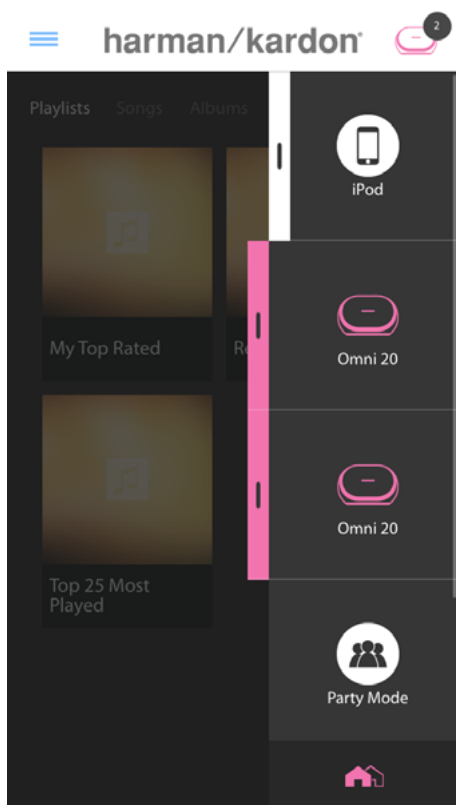 harman/kardon®
2
Playlists Songs Albums
iPod
My Top Rated
Omni 20
Omni 20
Top 25 Most
Played
Party Mode